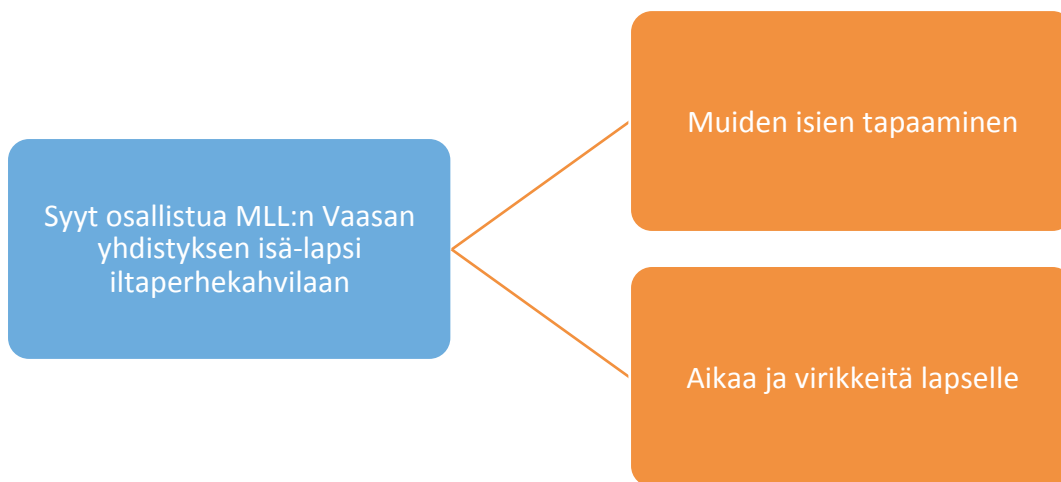 Muiden isien tapaaminen
Syyt osallistua MLL:n Vaasan
yhdistyksen isä-lapsi
iltaperhekahvilaan
Aikaa ja virikkeitä lapselle